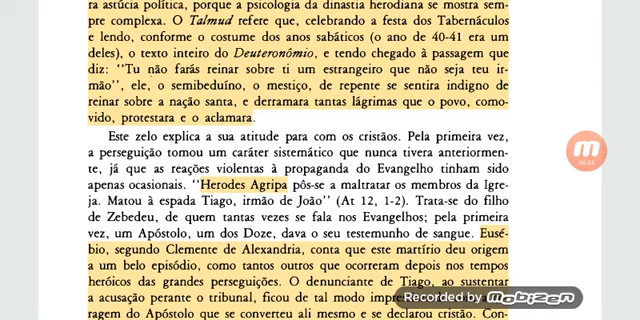 ra astúcia política, porque a psicologia da dinastia herodiana se mostra sem-
pre complexa. O Talmud refere que, celebrando a festa dos Tabernáculos
e lendo, conforme o costume dos anos sabáticos (o ano de 40-41 era um
deles), o texto inteiro do Deuteronômio, e tendo chegado à passagem que
diz: “Tu não farás reinar sobre ti um estrangeiro que não seja teu ir-
mão”, ele, o semibeduíno, o mestiço, de repente se sentira indigno de
reinar sobre a nação santa, e derramara tantas lágrimas que o povo, como-
vido, protestara e o aclamara.
Este zelo explica a sua atitude para com os cristãos. Pela primeira vez,
a perseguição tomou um caráter sistemático que nunca tivera anteriormen-
te, já que as reações violentas à propaganda do Evangelho tinham sido
apenas ocasionais. “Herodes Agripa pôs-se a maltratar os membros da Igre-
ja. Matou à espada Tiago, irmão de João” (At 12, 1-2). Trata-se do filho
de Zebedeu, de quem tantas vezes se fala nos Evangelhos; pela primeira
vez, um Apóstolo, um dos Doze, dava o seu testemunho de sangue. Eusé-
bio, segundo Clemente de Alexandria, conta que este martírio deu origem
a um belo episódio, como tantos outros que ocorreram depois nos tempos
heróicos das grandes perseguições. O denunciante de Tiago, ao sustentar
a acusação perante o tribunal, ficou de tal modo
ragem do Apóstolo que se converteu ali mesmo e se declarou cristão. Con-
Recorded by mobizen